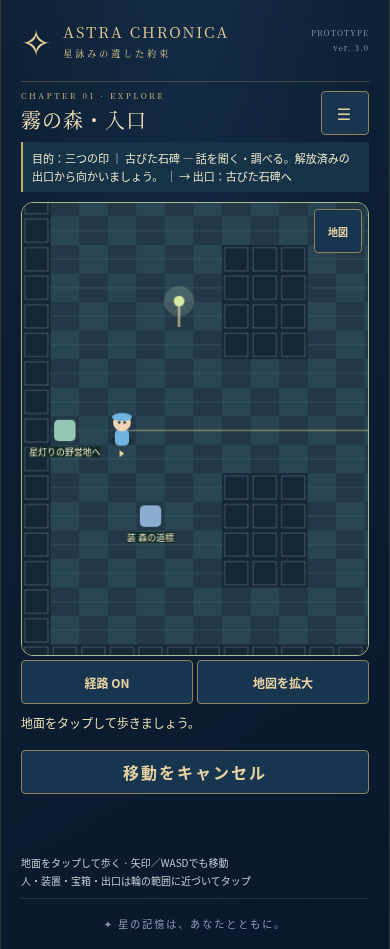 ASTRA CHRONICA
星詠みの遺した約束
PROTOTYPE
ver. 3.0
CHAPTER 01 · EXPLORE
霧の森・入口
☰
目的：三つの印 ｜ 古びた石碑 — 話を聞く・調べる。解放済みの
出口から向かいましょう。 ｜ → 出口：古びた石碑へ
地図
星灯りの野営地へ
装 森の道標
経路 ON
地図を拡大
地面をタップして歩きましょう。
移動をキャンセル
地面をタップして歩く · 矢印／WASDでも移動
人・装置・宝箱・出口は輪の範囲に近づいてタップ
✦ 星の記憶は、あなたとともに。